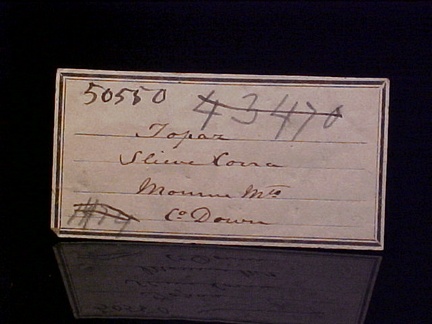 50550 43470
Topaz
Slieve Corra
Mourne Mts
Co Down